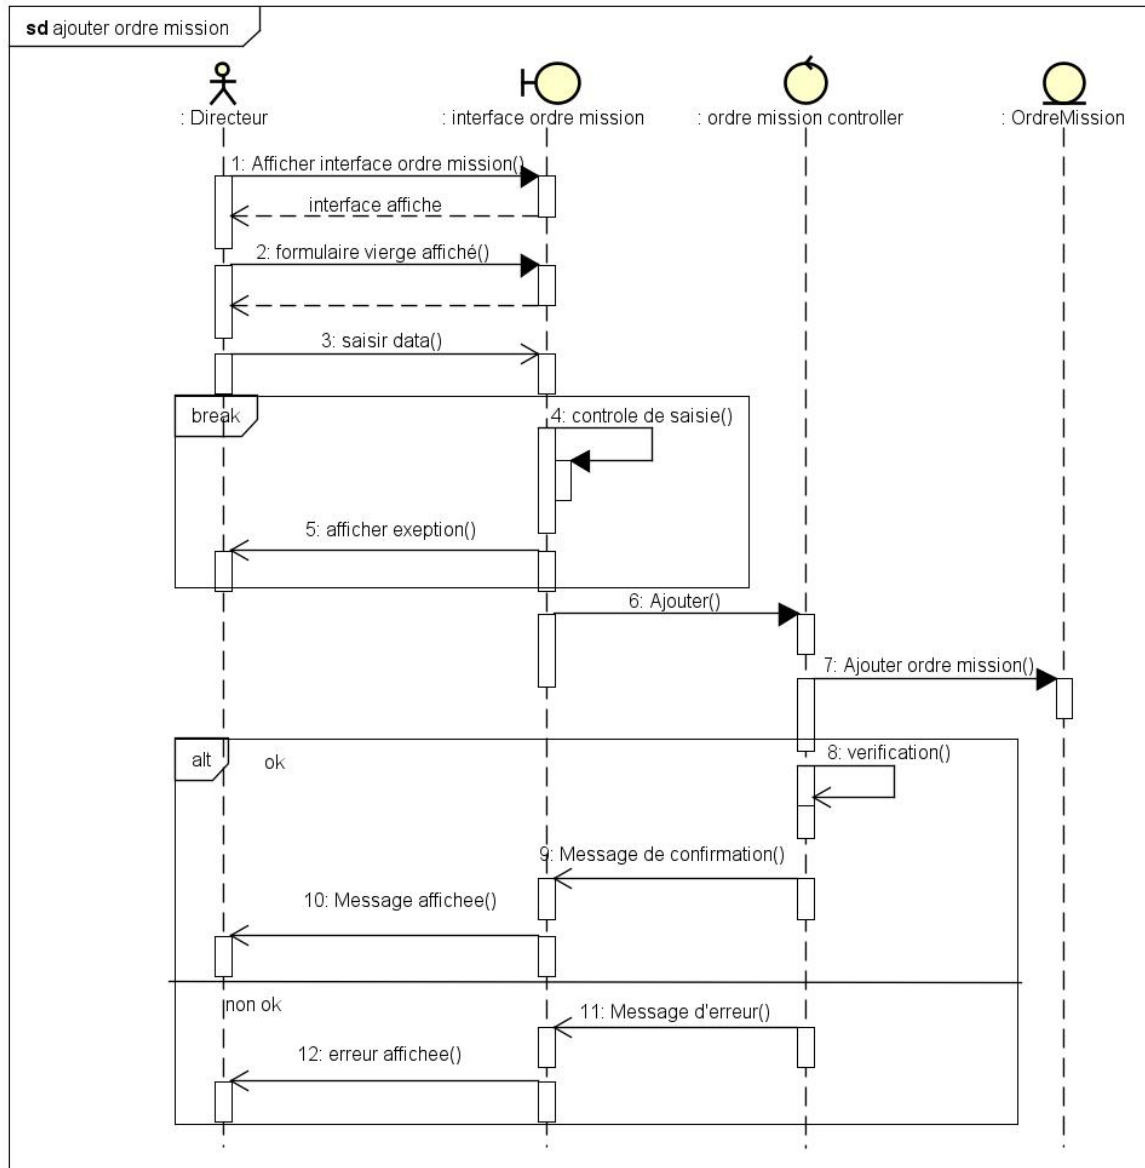 sd ajouter ordre mission
: Directeur
: interface ordre mission
: ordre mission controller
: OrdreMission
1: Afficher interface ordre mission()
interface affiche
2: formulaire vierge affiché()
3: saisir data()
break
4: controle de saisie()
5: afficher exeption()
6: Ajouter()
7: Ajouter ordre mission()
alt
ok
8: verification()
9: Message de confirmation()
10: Message affichee()
non ok
11: Message d'erreur()
12: erreur affichee()